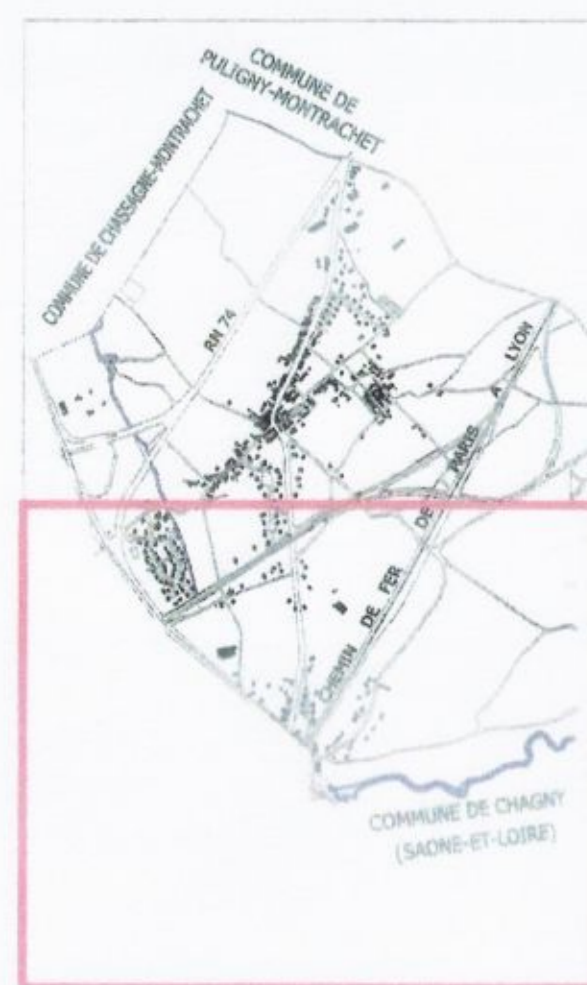 COMMUNE DE
PULIGNY-MONTRACHET
COMMUNE DE CHASSAGNE-MONTRACHET
RN 74
CHEMIN DE FER DE PARIS A LYON
COMMUNE DE CHAGNY
(SAONE-ET-LOIRE)